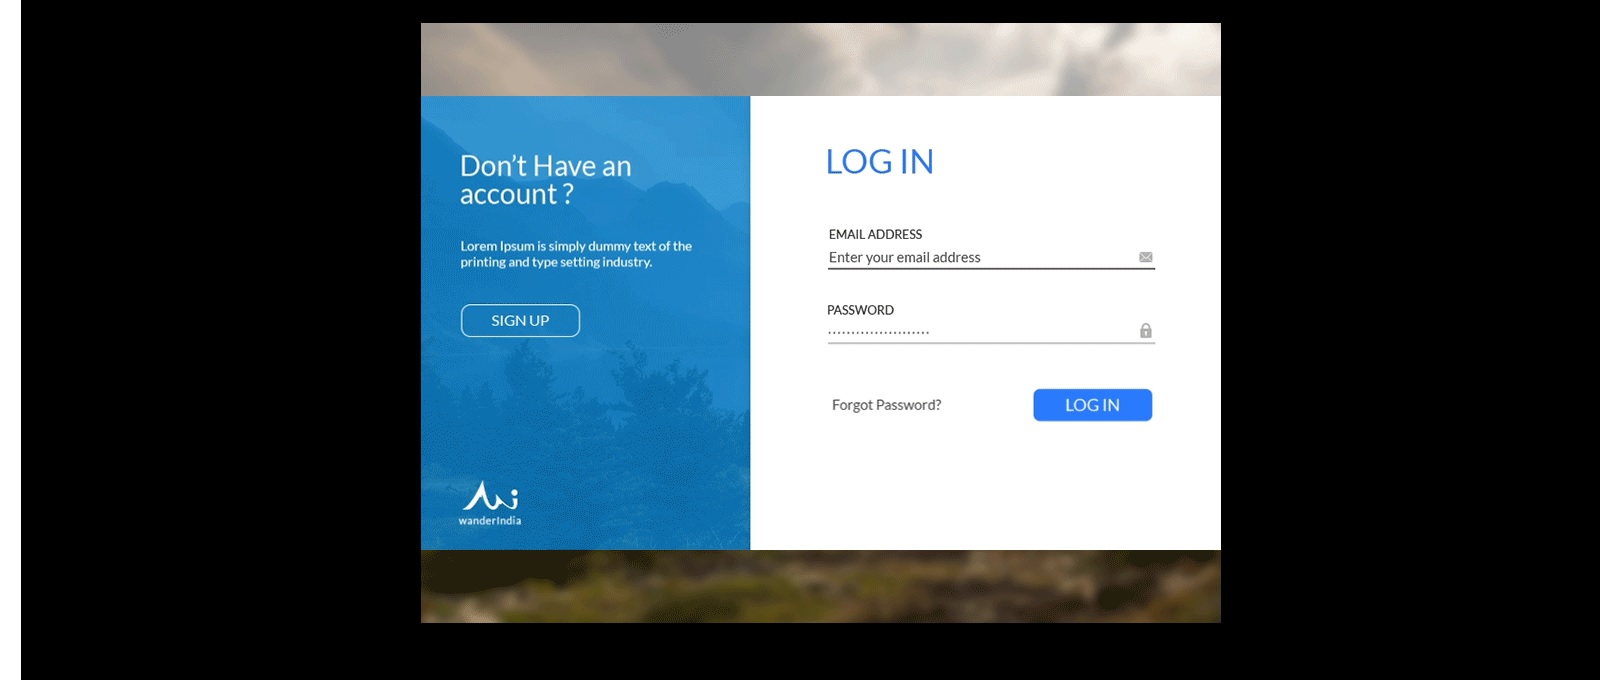 Don’t Have an
account ?
Lorem Ipsum is simply dummy text of the
printing and type setting industry.
SIGN UP
wanderIndia
LOG IN
EMAIL ADDRESS
Enter your email address
PASSWORD
Forgot Password?
LOG IN